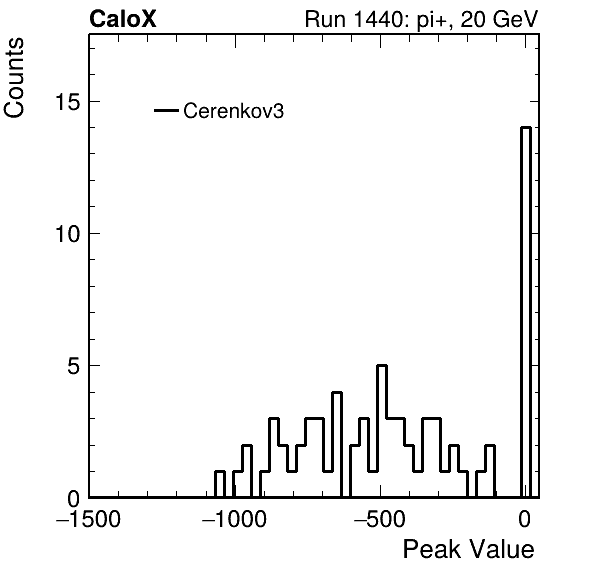 CaloX Run 1440: pi+, 20 GeV
Counts
15
Cerenkov3
10
5
0
−1500 −1000 −500 0
Peak Value